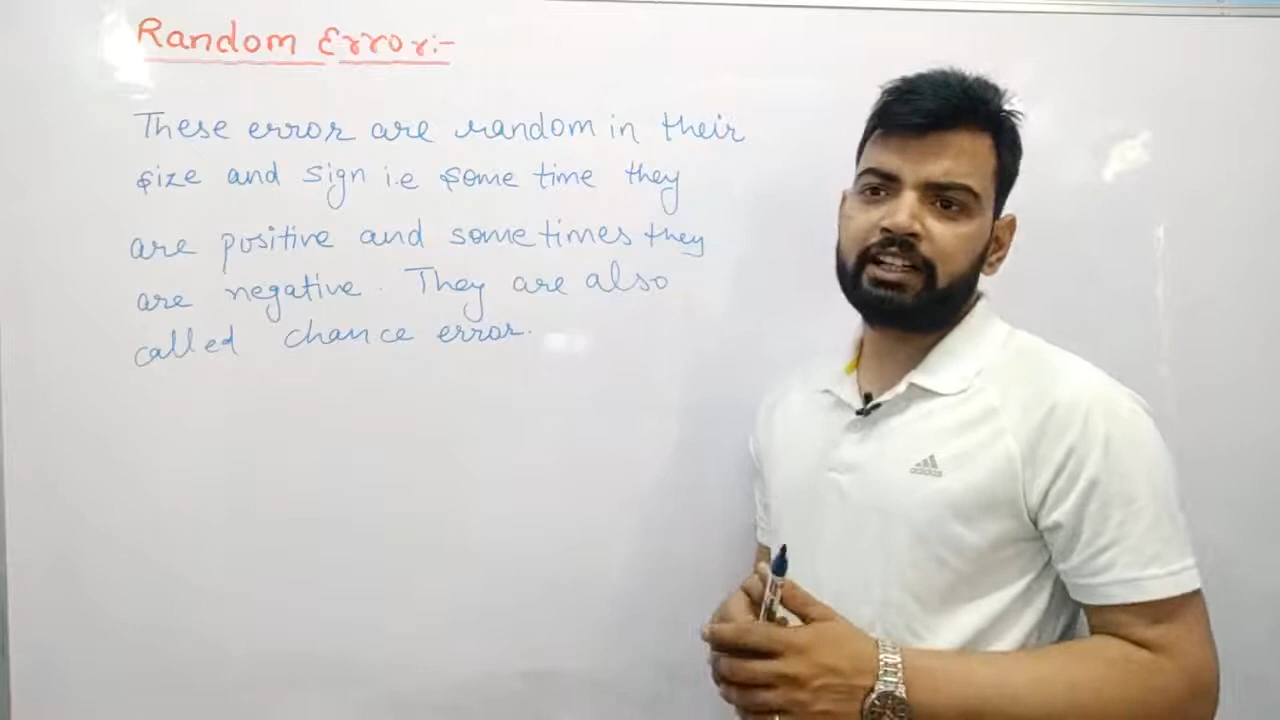 Random Error:-
These error are random in their
size and sign i.e some time they
are positive and sometimes they
are negative. They are also
called chance error.
adidas